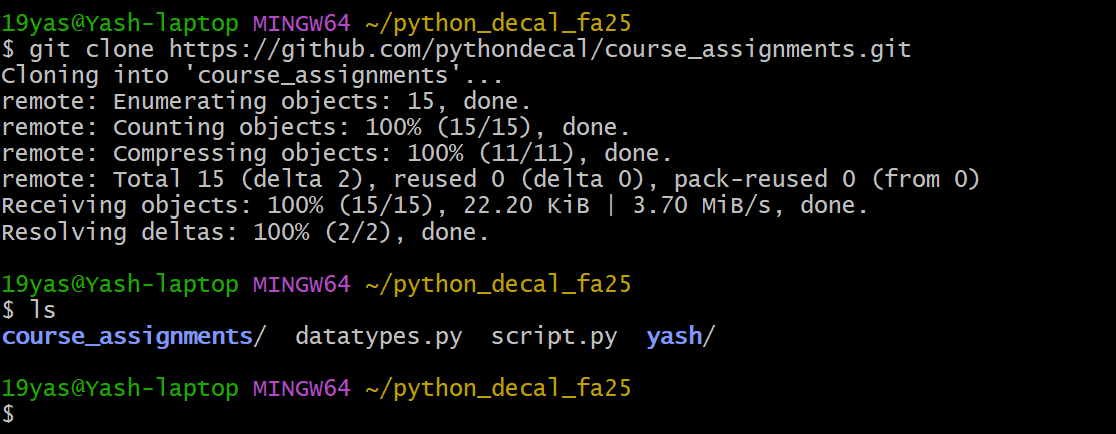 19yas@Yash-laptop MINGW64 ~/python_decal_fa25
$ git clone https://github.com/pythondecal/course_assignments.git
Cloning into 'course_assignments'...
remote: Enumerating objects: 15, done.
remote: Counting objects: 100% (15/15), done.
remote: Compressing objects: 100% (11/11), done.
remote: Total 15 (delta 2), reused 0 (delta 0), pack-reused 0 (from 0)
Receiving objects: 100% (15/15), 22.20 KiB | 3.70 MiB/s, done.
Resolving deltas: 100% (2/2), done.

19yas@Yash-laptop MINGW64 ~/python_decal_fa25
$ ls
course_assignments/  datatypes.py  script.py  yash/

19yas@Yash-laptop MINGW64 ~/python_decal_fa25
$